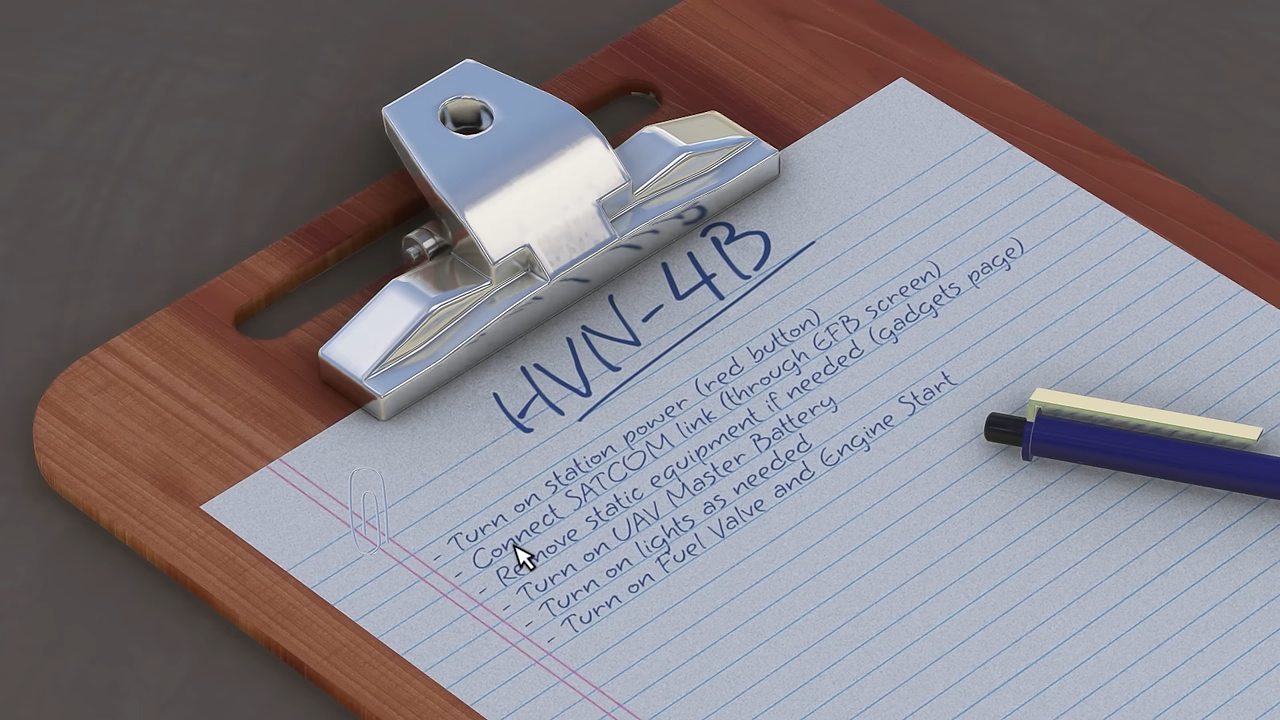 HVN-4B
- Turn on station power (red button)
- Connect SATCOM link (through EFB screen)
- Remove static equipment if needed (gadgets page)
- Turn on UAV Master Battery
- Turn on lights as needed
- Turn on Fuel Valve and Engine Start